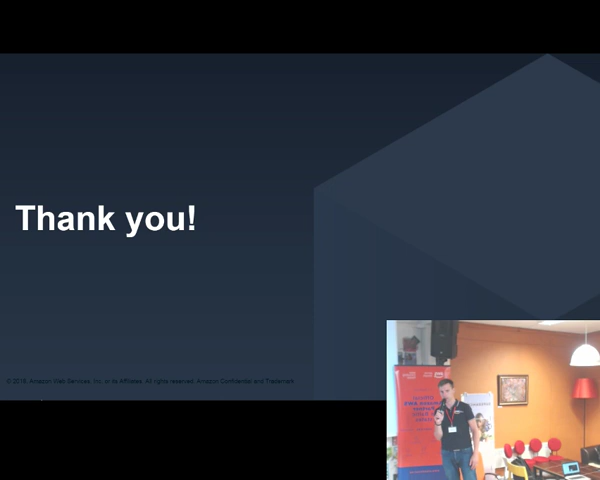 Thank you!
© 2016, Amazon Web Services, Inc. or its Affiliates. All rights reserved. Amazon Confidential and Trademark